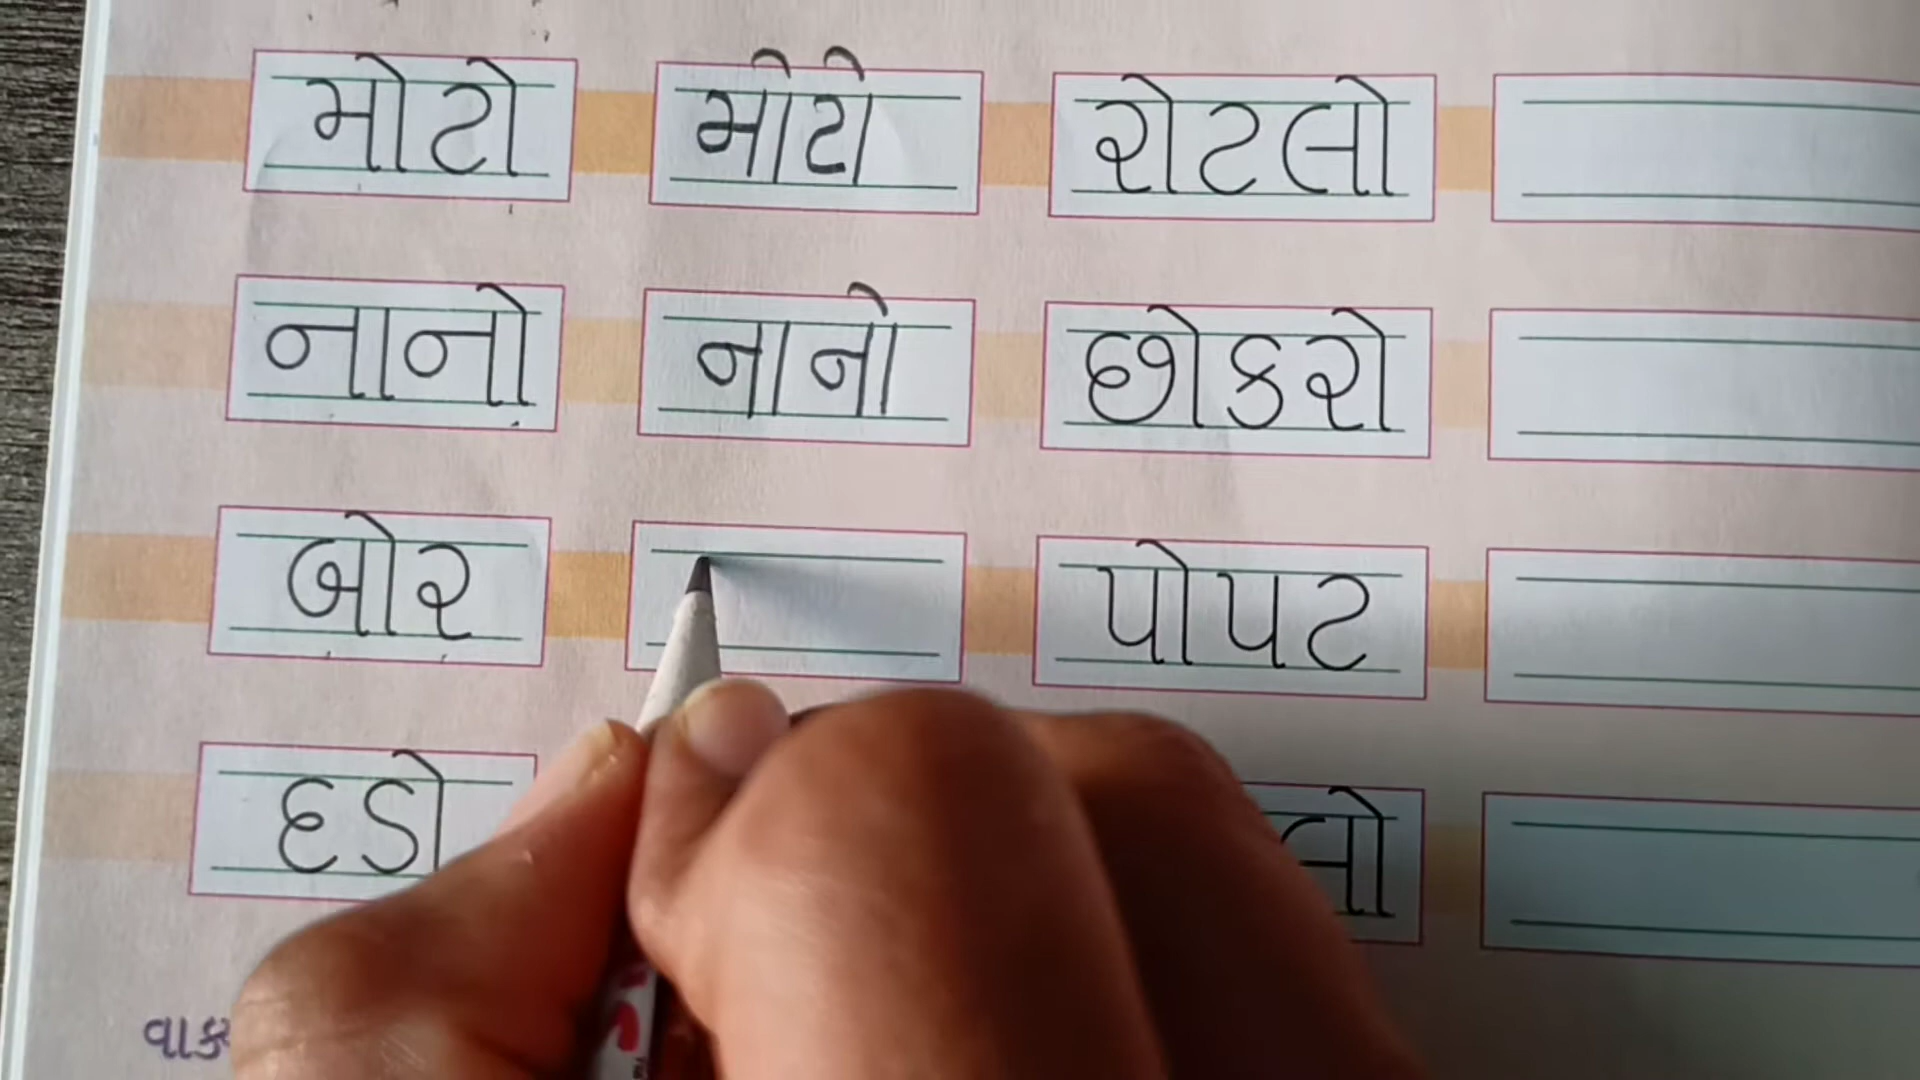 મોટો મોટો રોટલો
નાનો નાનો છોકરો
બોર પોપટ
દડો